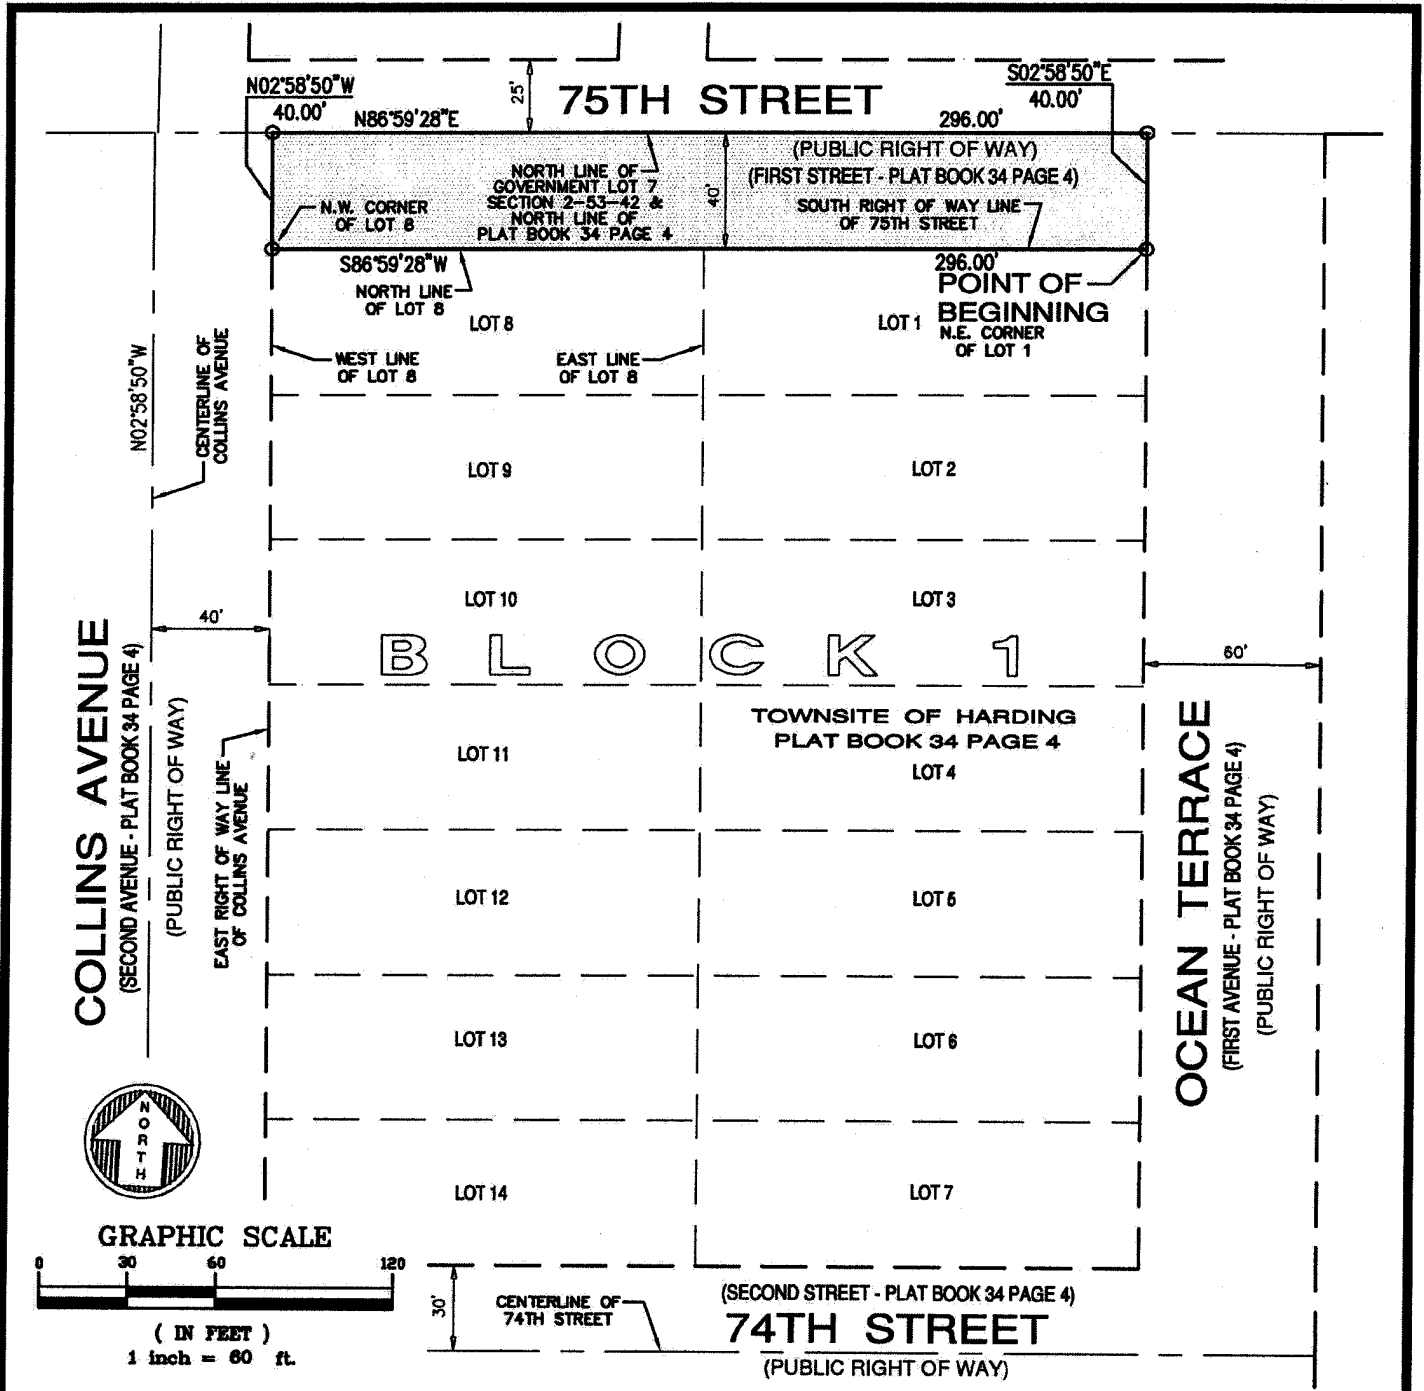 N02°58'50"W
40.00'
N86°59'28"E
25'
75TH STREET
296.00'
S02°58'50"E
40.00'
(PUBLIC RIGHT OF WAY)
(FIRST STREET - PLAT BOOK 34 PAGE 4)
NORTH LINE OF
GOVERNMENT LOT 7
SECTION 2-53-42 &
NORTH LINE OF
PLAT BOOK 34 PAGE 4
40'
SOUTH RIGHT OF WAY LINE
OF 75TH STREET
N.W. CORNER
OF LOT 8
S86°59'28"W
296.00'
POINT OF
BEGINNING
N.E. CORNER
OF LOT 1
NORTH LINE
OF LOT 8
LOT 8
LOT 1
WEST LINE
OF LOT 8
EAST LINE
OF LOT 8
N02°58'50"W
CENTERLINE OF
COLLINS AVENUE
LOT 9
LOT 2
LOT 10
LOT 3
40'
BLOCK 1
60'
TOWNSITE OF HARDING
PLAT BOOK 34 PAGE 4
LOT 11
LOT 4
COLLINS AVENUE
(SECOND AVENUE - PLAT BOOK 34 PAGE 4)
(PUBLIC RIGHT OF WAY)
EAST RIGHT OF WAY LINE
OF COLLINS AVENUE
OCEAN TERRACE
(FIRST AVENUE - PLAT BOOK 34 PAGE 4)
(PUBLIC RIGHT OF WAY)
LOT 12
LOT 5
LOT 13
LOT 6
NORTH
LOT 14
LOT 7
GRAPHIC SCALE
0 30 60 120
( IN FEET )
1 inch = 60 ft.
30'
CENTERLINE OF
74TH STREET
(SECOND STREET - PLAT BOOK 34 PAGE 4)
74TH STREET
(PUBLIC RIGHT OF WAY)